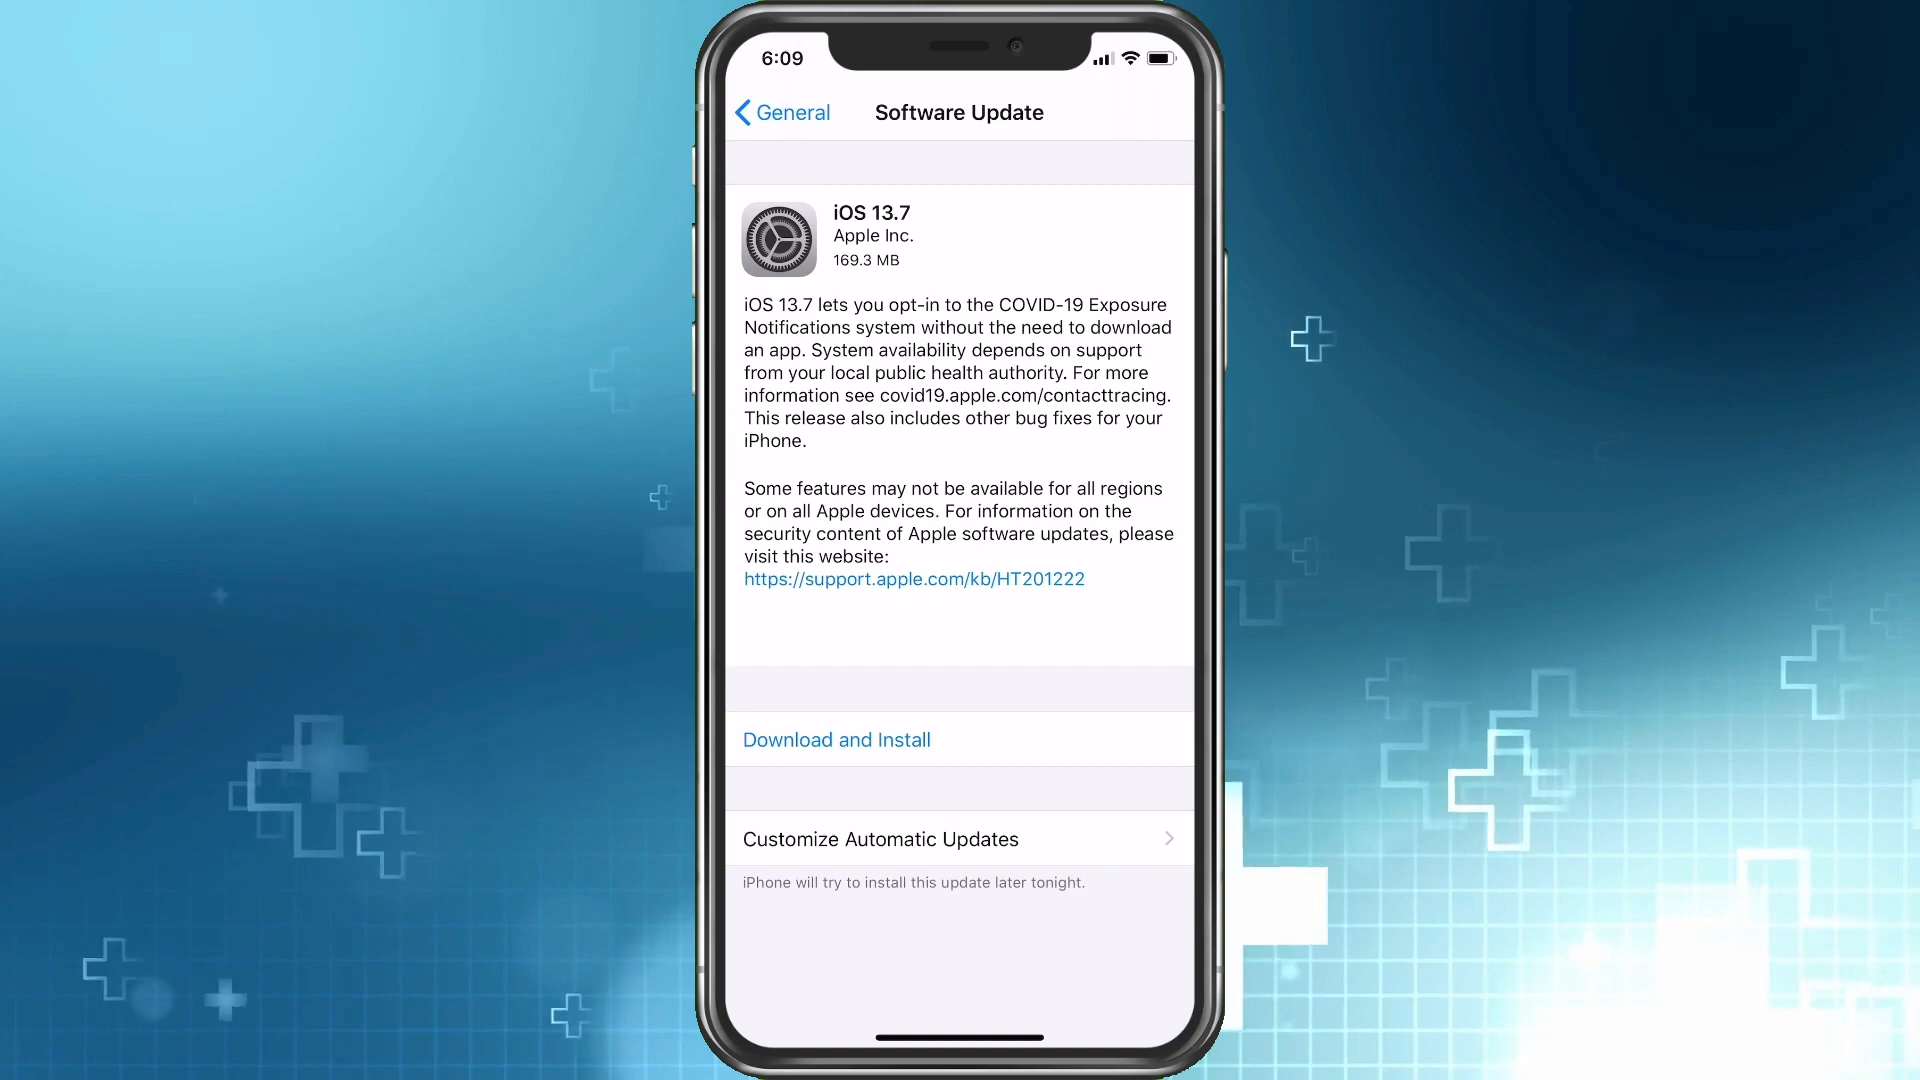 6:09
General
Software Update
iOS 13.7
Apple Inc.
169.3 MB
iOS 13.7 lets you opt-in to the COVID-19 Exposure
Notifications system without the need to download
an app. System availability depends on support
from your local public health authority. For more
information see covid19.apple.com/contacttracing.
This release also includes other bug fixes for your
iPhone.
Some features may not be available for all regions
or on all Apple devices. For information on the
security content of Apple software updates, please
visit this website:
https://support.apple.com/kb/HT201222
Download and Install
Customize Automatic Updates
iPhone will try to install this update later tonight.